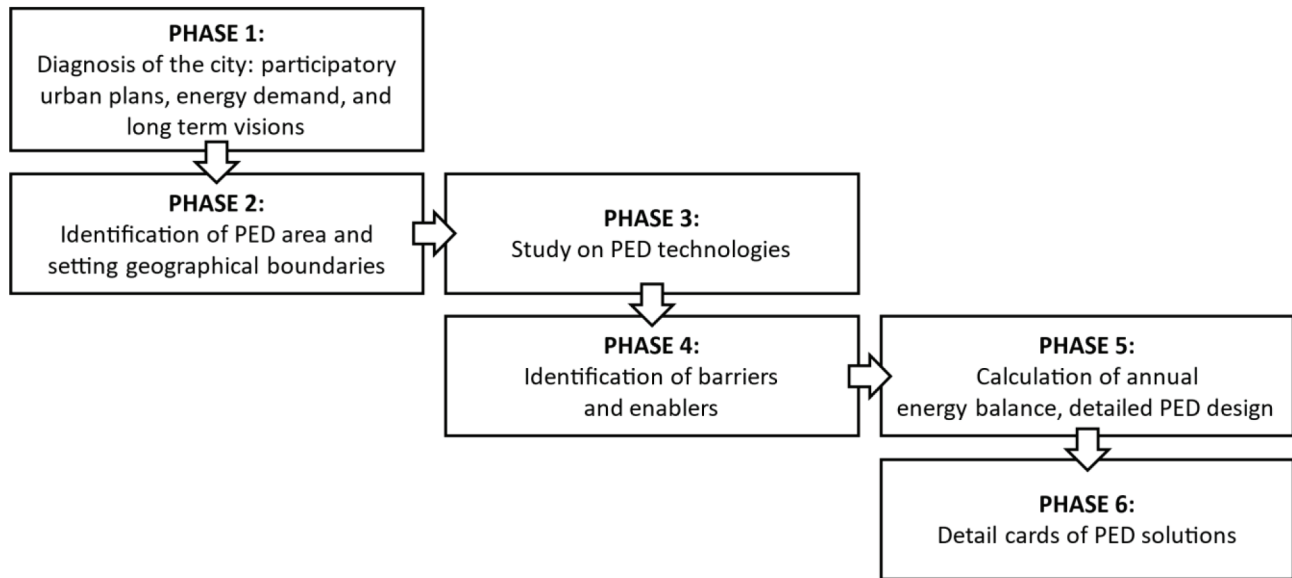 PHASE 1:
Diagnosis of the city: participatory
urban plans, energy demand, and
long term visions
PHASE 2:
Identification of PED area and
setting geographical boundaries
PHASE 3:
Study on PED technologies
PHASE 4:
Identification of barriers
and enablers
PHASE 5:
Calculation of annual
energy balance, detailed PED design
PHASE 6:
Detail cards of PED solutions